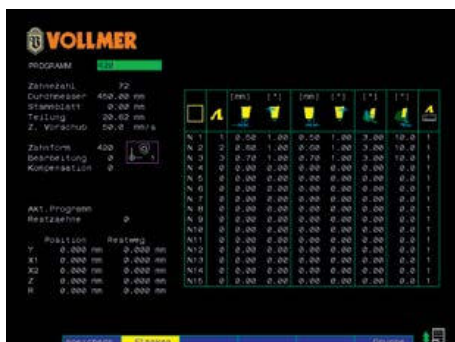 VOLLMER
PROGRAMM 420
Zahnezahl 72
Durchmesser 450.00 mm
Stammblatt 0.00 mm
Teilung 20.62 mm
Z. Vorschub 50.0 mm/s
Zahnform 420
Bearbeitung 0
Kompensation 0
Akt.Programm
Restzaehne 0
Position Restweg
Y 0.000 mm 0.000 mm
X1 0.000 mm 0.000 mm
X2 0.000 mm 0.000 mm
Z 0.000 mm 0.000 mm
R 0.000 mm 0.000 mm
[mm] [°] [mm] [°] [°] [°]
N 1 1 0.50 1.00 0.50 1.00 3.00 10.0 1
N 2 2 0.60 1.00 0.60 1.00 3.00 10.0 1
N 3 3 0.70 1.00 0.70 1.00 3.00 10.0 1
N 4 0 0.00 0.00 0.00 0.00 0.00 0.0 1
N 5 0 0.00 0.00 0.00 0.00 0.00 0.0 1
N 6 0 0.00 0.00 0.00 0.00 0.00 0.0 1
N 7 0 0.00 0.00 0.00 0.00 0.00 0.0 1
N 8 0 0.00 0.00 0.00 0.00 0.00 0.0 1
N 9 0 0.00 0.00 0.00 0.00 0.00 0.0 1
N10 0 0.00 0.00 0.00 0.00 0.00 0.0 1
N11 0 0.00 0.00 0.00 0.00 0.00 0.0 1
N12 0 0.00 0.00 0.00 0.00 0.00 0.0 1
N13 0 0.00 0.00 0.00 0.00 0.00 0.0 1
N14 0 0.00 0.00 0.00 0.00 0.00 0.0 1
N15 0 0.00 0.00 0.00 0.00 0.00 0.0 1